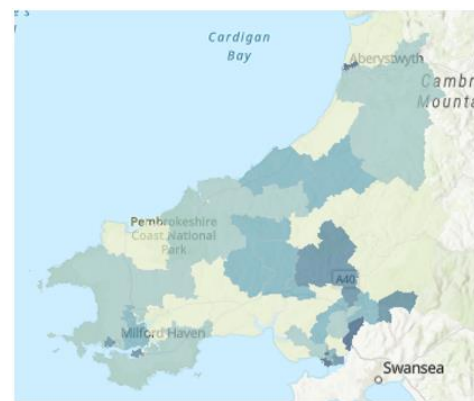 Cardigan
Bay
Aberystwyth
Cambr
Mounta
Pembrokeshire
Coast National
Park
A40
Milford Haven
Swansea